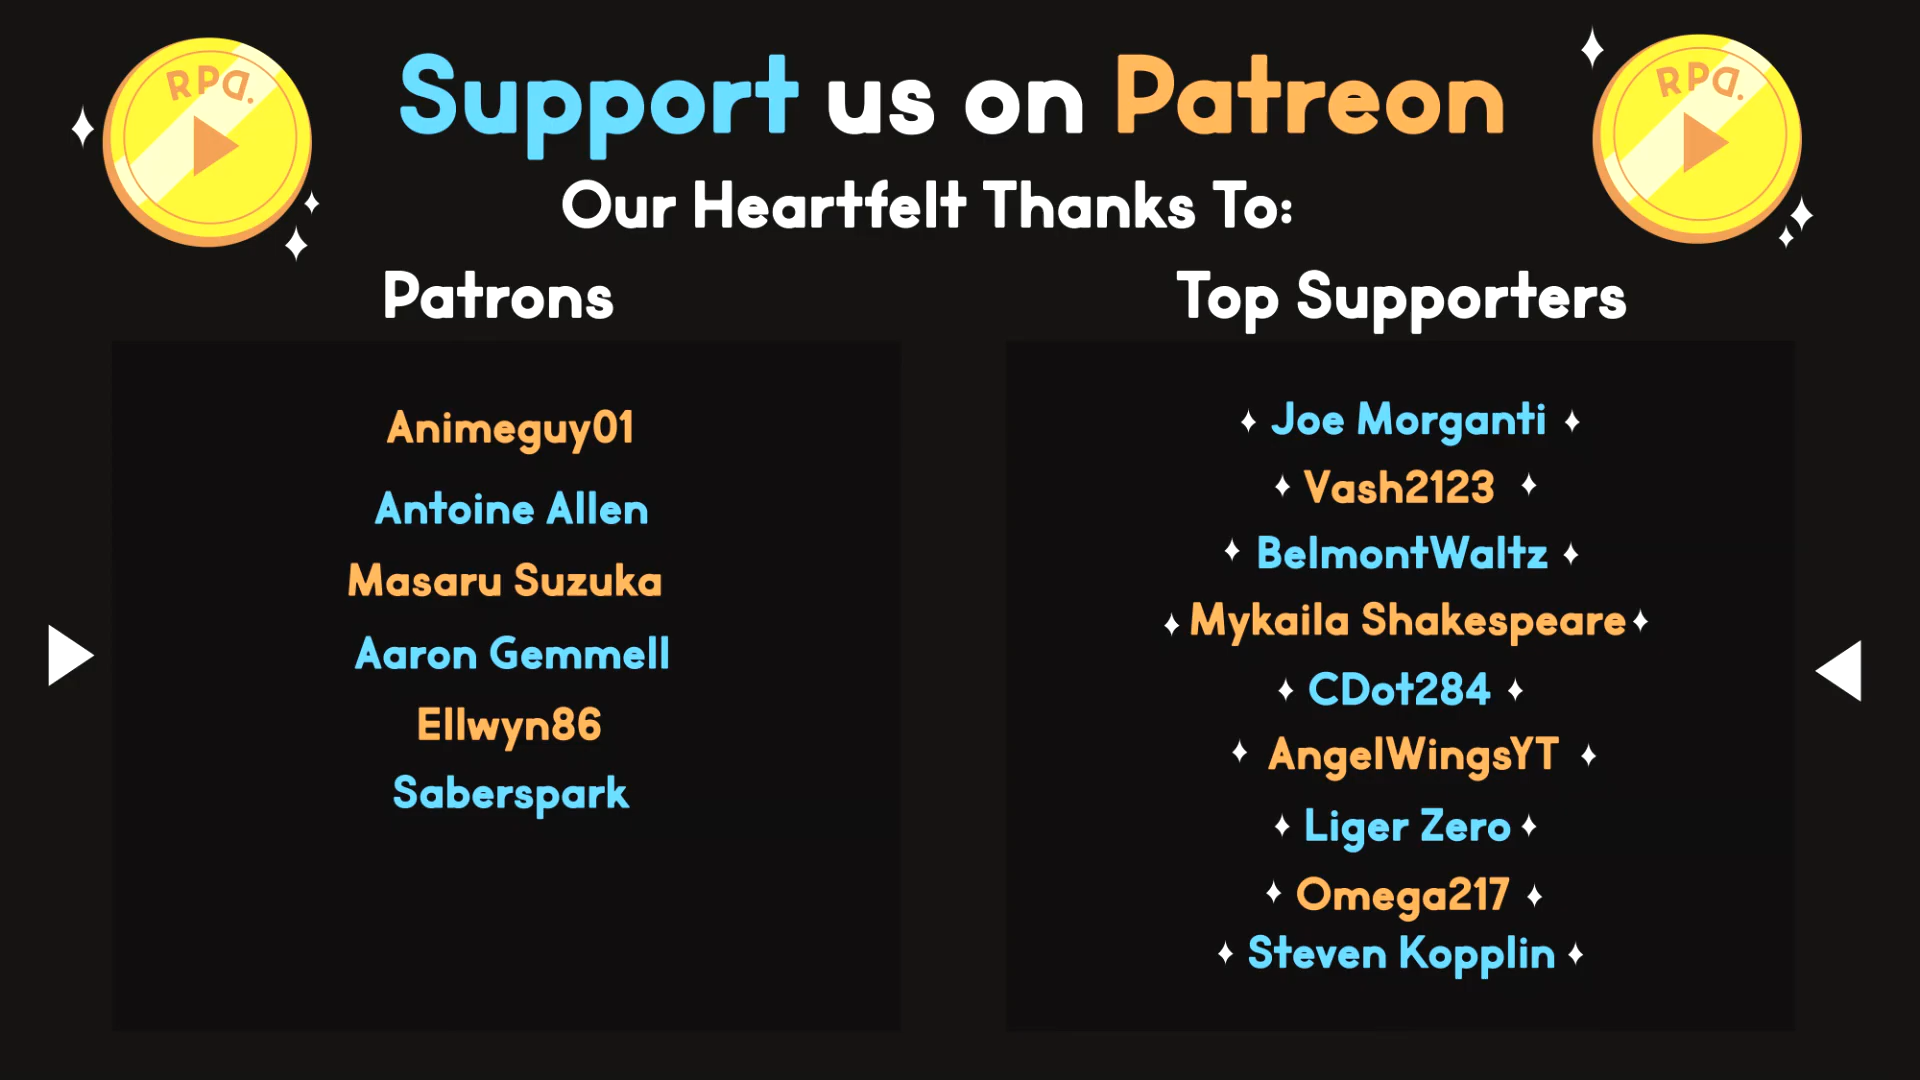 RPG.
RPG.
Support us on Patreon
Our Heartfelt Thanks To:
Patrons
Animeguy01
Antoine Allen
Masaru Suzuka
Aaron Gemmell
Ellwyn86
Saberspark
Top Supporters
Joe Morganti
Vash2123
BelmontWaltz
Mykaila Shakespeare
CDot284
AngelWingsYT
Liger Zero
Omega217
Steven Kopplin